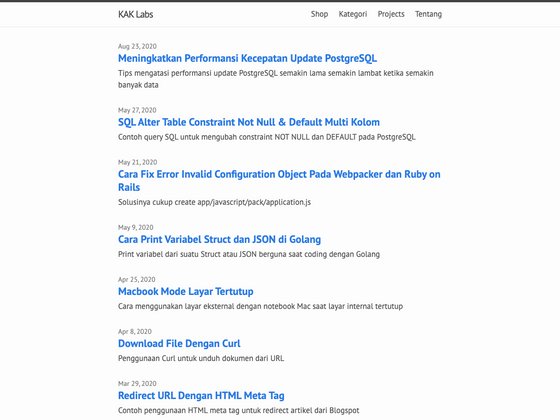 KAK Labs
Shop Kategori Projects Tentang
Aug 23, 2020
Meningkatkan Performansi Kecepatan Update PostgreSQL
Tips mengatasi performansi update PostgreSQL semakin lama semakin lambat ketika semakin
banyak data
May 27, 2020
SQL Alter Table Constraint Not Null & Default Multi Kolom
Contoh query SQL untuk mengubah constraint NOT NULL dan DEFAULT pada PostgreSQL
May 21, 2020
Cara Fix Error Invalid Configuration Object Pada Webpacker dan Ruby on
Rails
Solusinya cukup create app/javascript/pack/application.js
May 9, 2020
Cara Print Variabel Struct dan JSON di Golang
Print variabel dari suatu Struct atau JSON berguna saat coding dengan Golang
Apr 25, 2020
Macbook Mode Layar Tertutup
Cara menggunakan layar eksternal dengan notebook Mac saat layar internal tertutup
Apr 8, 2020
Download File Dengan Curl
Penggunaan Curl untuk unduh dokumen dari URL
Mar 29, 2020
Redirect URL Dengan HTML Meta Tag
Contoh penggunaan HTML meta tag untuk redirect artikel dari Blogspot